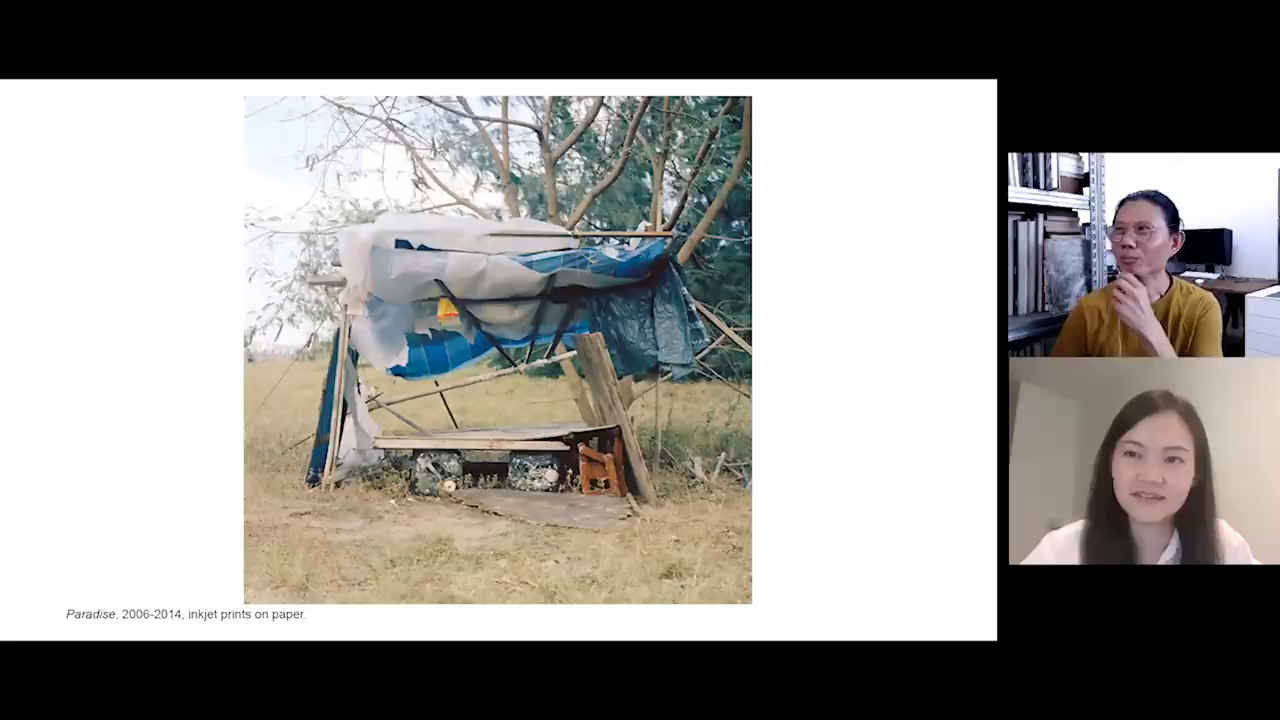 Paradise, 2006-2014, inkjet prints on paper.